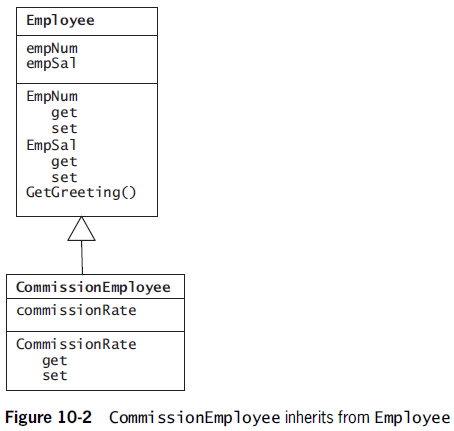 Employee
empNum
empSal
EmpNum
get
set
EmpSal
get
set
GetGreeting()
CommissionEmployee
commissionRate
CommissionRate
get
set
Figure 10-2 CommissionEmployee inherits from Employee